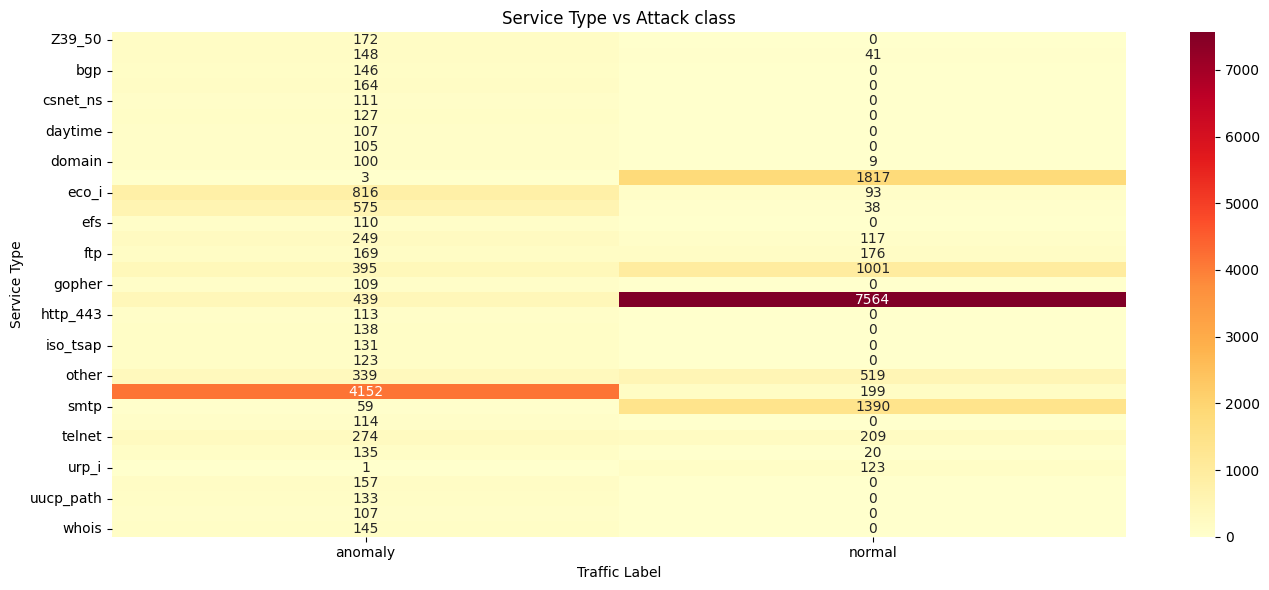 Service Type vs Attack class
Z39_50 172 0
148 41
bgp 146 0
164 0
csnet_ns 111 0
127 0
daytime 107 0
105 0
domain 100 9
3 1817
eco_i 816 93
575 38
efs 110 0
249 117
ftp 169 176
395 1001
gopher 109 0
439 7564
http_443 113 0
138 0
iso_tsap 131 0
123 0
other 339 519
4152 199
smtp 59 1390
114 0
telnet 274 209
135 20
urp_i 1 123
157 0
uucp_path 133 0
107 0
whois 145 0
anomaly normal
Traffic Label
Service Type
7000
6000
5000
4000
3000
2000
1000
0